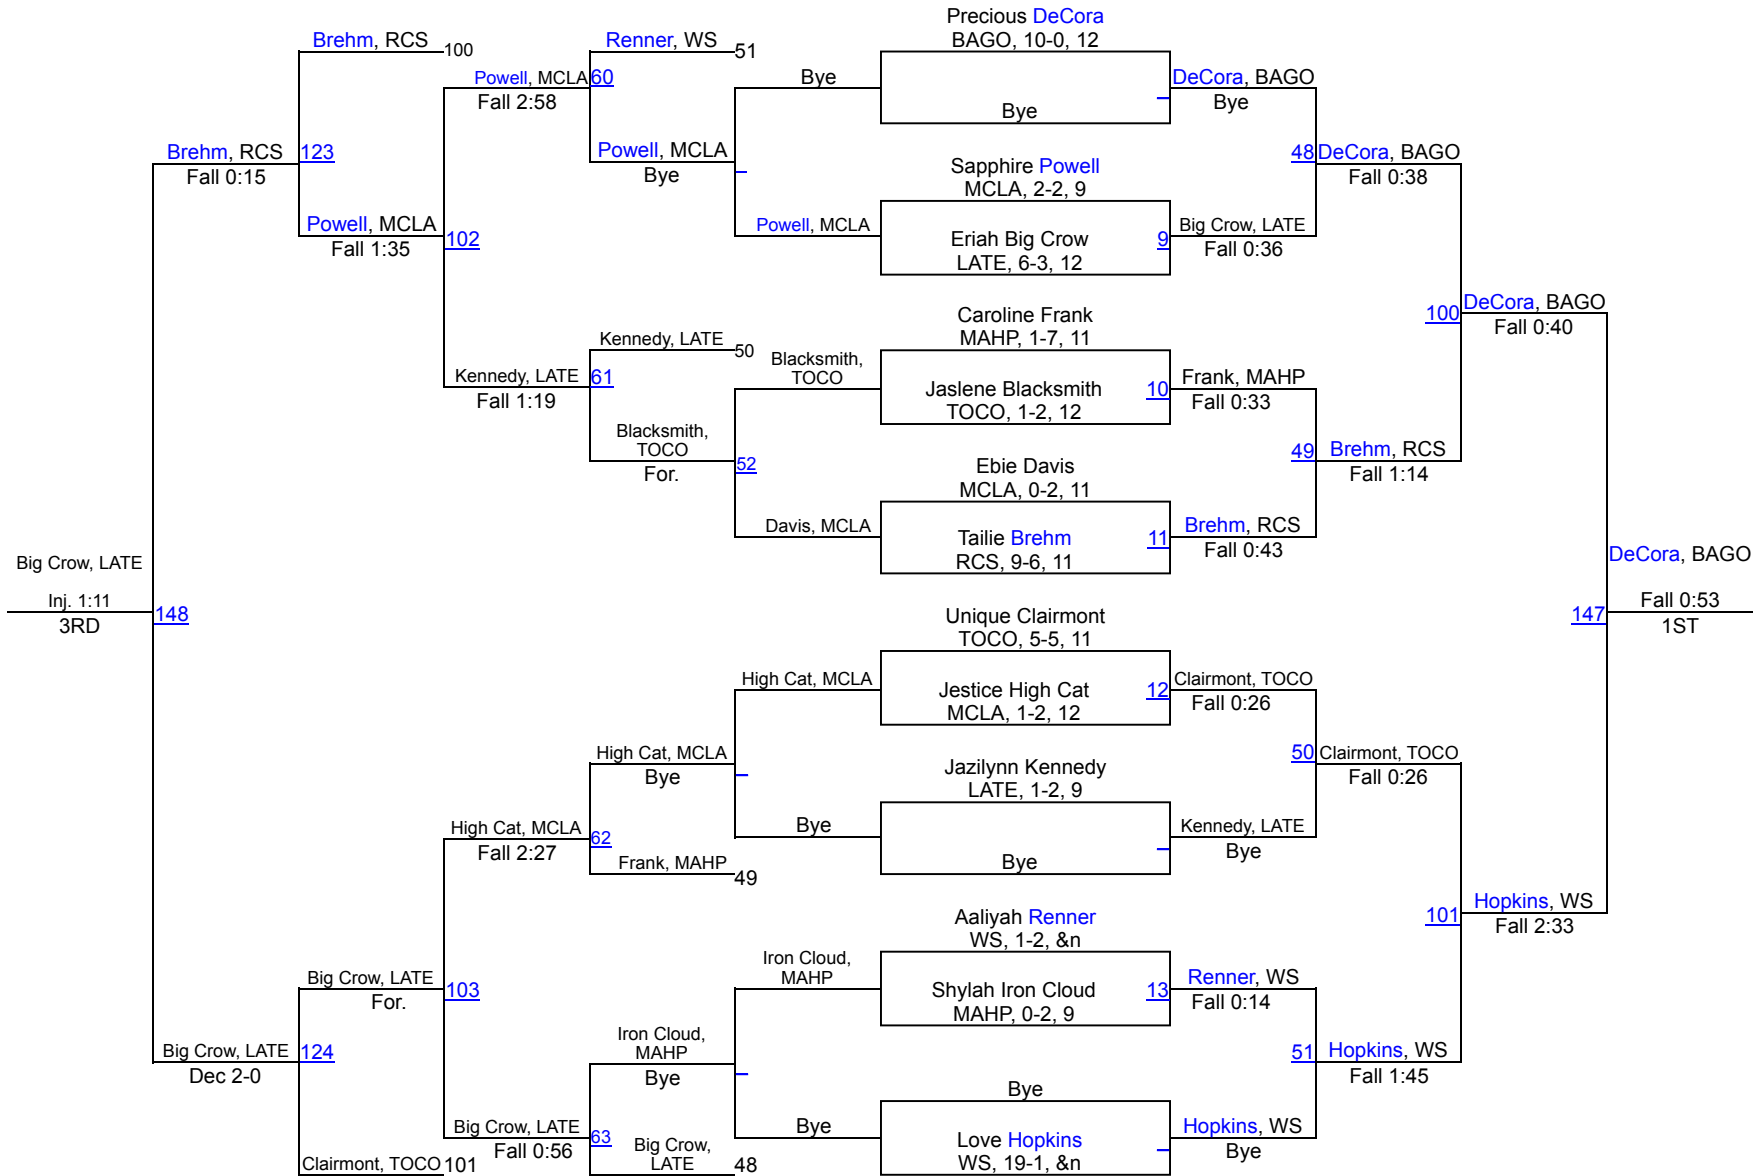 Brehm, RCS 100
Brehm, RCS
Fall 0:15
123
Powell, MCLA
Fall 1:35
102
Powell, MCLA 60
Fall 2:58
Renner, WS 51
Powell, MCLA
Bye
Bye
Powell, MCLA
Kennedy, LATE
Fall 1:19
61
Kennedy, LATE 50
Blacksmith,
TOCO
For.
52
Blacksmith,
TOCO
Davis, MCLA
Big Crow, LATE
Inj. 1:11
3RD
148
High Cat, MCLA
Fall 2:27
62
High Cat, MCLA
Bye
Frank, MAHP 49
High Cat, MCLA
Bye
Big Crow, LATE
For.
103
Big Crow, LATE
Dec 2-0
124
Clairmont, TOCO 101
Big Crow, LATE
Fall 0:56
63
Iron Cloud,
MAHP
Bye
Big Crow,
LATE 48
Iron Cloud,
MAHP
Bye
Precious DeCora
BAGO, 10-0, 12
Bye
Sapphire Powell
MCLA, 2-2, 9
Eriah Big Crow
LATE, 6-3, 12
9
Caroline Frank
MAHP, 1-7, 11
Jaslene Blacksmith
TOCO, 1-2, 12
10
Ebie Davis
MCLA, 0-2, 11
Tailie Brehm
RCS, 9-6, 11
11
Unique Clairmont
TOCO, 5-5, 11
Jestice High Cat
MCLA, 1-2, 12
12
Jazilynn Kennedy
LATE, 1-2, 9
Bye
Aaliyah Renner
WS, 1-2, &n
Shylah Iron Cloud
MAHP, 0-2, 9
13
Bye
Love Hopkins
WS, 19-1, &n
DeCora, BAGO
Bye
Big Crow, LATE
Fall 0:36
48
DeCora, BAGO
Fall 0:38
Frank, MAHP
Fall 0:33
Brehm, RCS
Fall 0:43
49
Brehm, RCS
Fall 1:14
100
DeCora, BAGO
Fall 0:40
Clairmont, TOCO
Fall 0:26
Kennedy, LATE
Bye
50
Clairmont, TOCO
Fall 0:26
Renner, WS
Fall 0:14
Hopkins, WS
Bye
51
Hopkins, WS
Fall 1:45
101
Hopkins, WS
Fall 2:33
147
DeCora, BAGO
Fall 0:53
1ST